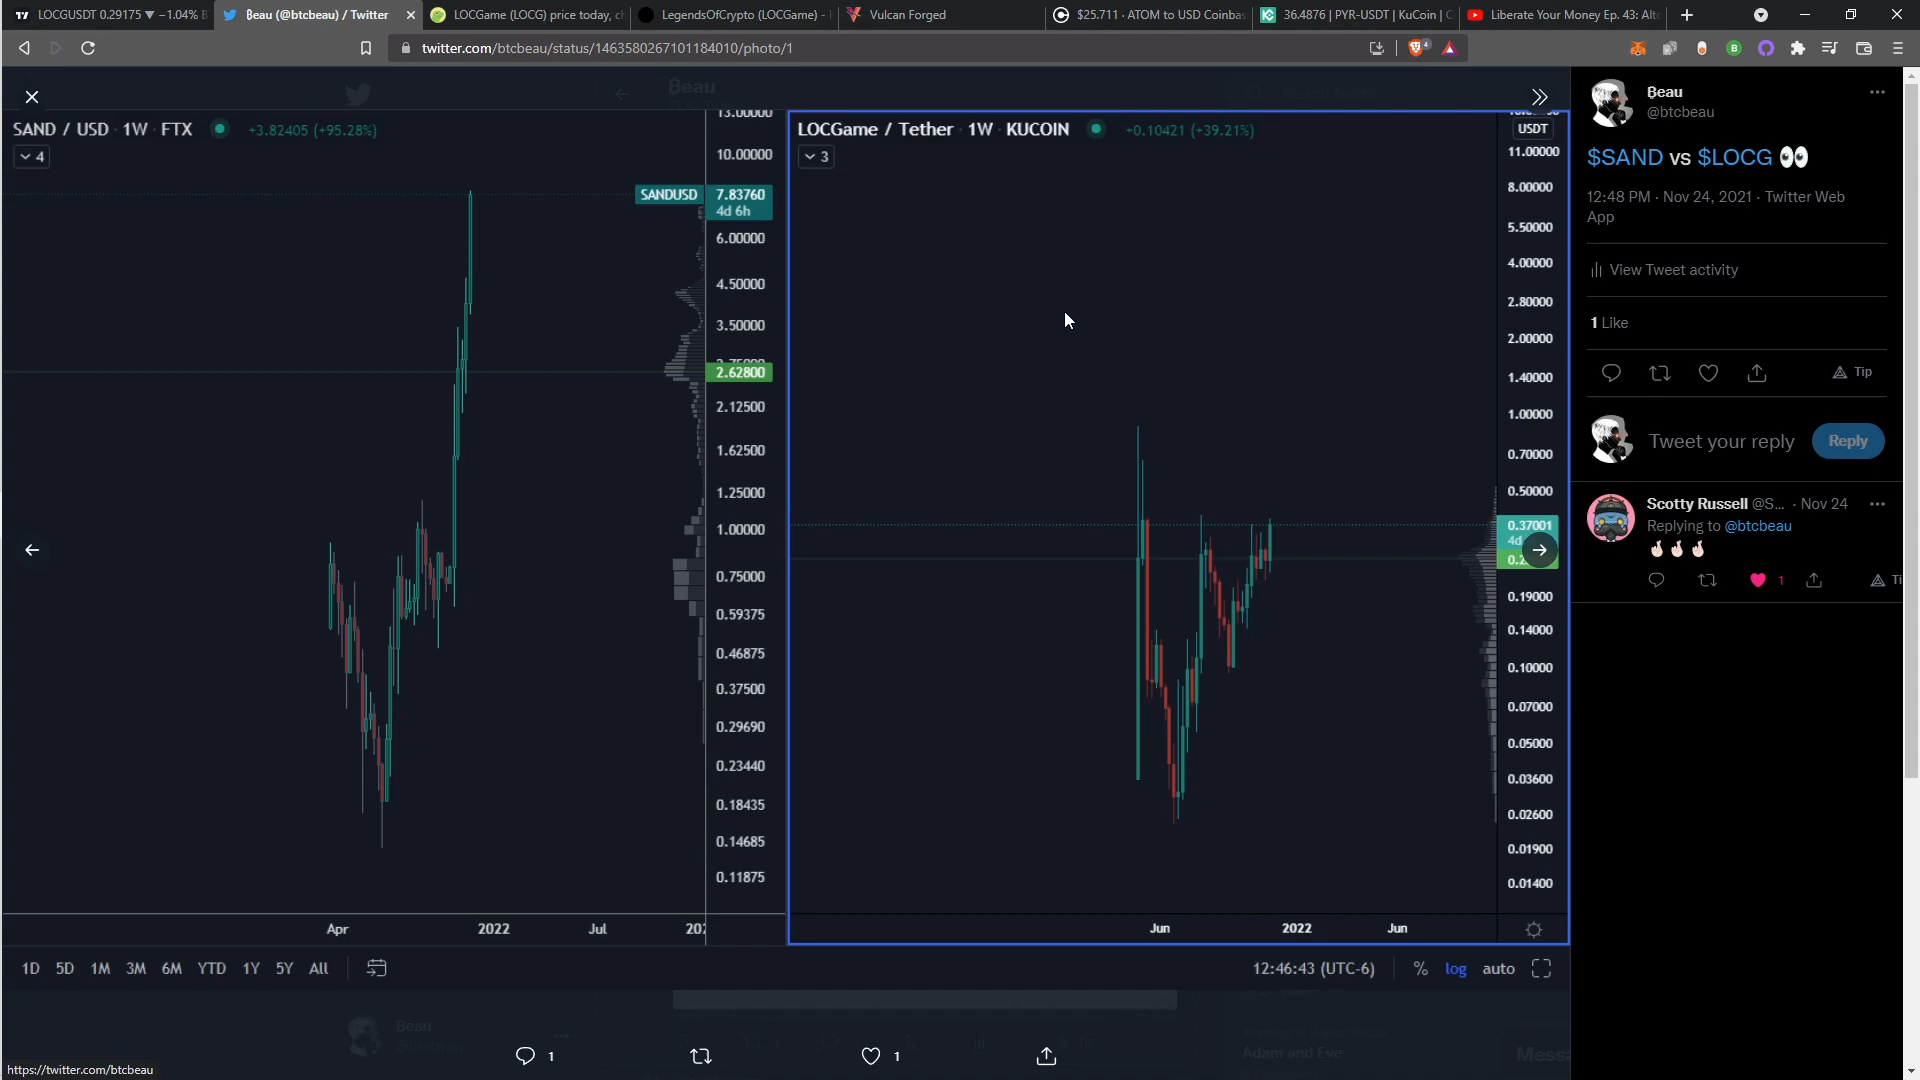 LOCGUSDT 0.29175 ▼ −1.04%
Beau (@btcbeau) / Twitter
LOCGame (LOCG) price today,
LegendsOfCrypto (LOCGame) -
Vulcan Forged
$25.711 · ATOM to USD Coinbas
36.4876 | PYR-USDT | KuCoin |
Liberate Your Money Ep. 43: Alt
twitter.com/btcbeau/status/1463580267101184010/photo/1
4
Beau
SAND / USD · 1W · FTX
+3.82405 (+95.28%)
4
13.00000
10.00000
SANDUSD
7.83760
4d 6h
6.00000
4.50000
3.50000
2.62800
2.12500
1.62500
1.25000
1.00000
0.75000
0.59375
0.46875
0.37500
0.29690
0.23440
0.18435
0.14685
0.11875
Apr
2022
Jul
LOCGame / Tether · 1W · KUCOIN
+0.10421 (+39.21%)
3
USDT
11.00000
8.00000
5.50000
4.00000
2.80000
2.00000
1.40000
1.00000
0.70000
0.50000
0.37001
4d
0.19000
0.14000
0.10000
0.07000
0.05000
0.03600
0.02600
0.01900
0.01400
Jun
2022
Jun
1D 5D 1M 3M 6M YTD 1Y 5Y All
12:46:43 (UTC-6)
% log auto
Beau
Adam and Eve
1
1
https://twitter.com/btcbeau
Beau
@btcbeau
$SAND vs $LOCG 👀
12:48 PM · Nov 24, 2021 · Twitter Web
App
View Tweet activity
1 Like
Tip
Tweet your reply
Reply
Scotty Russell @S... · Nov 24
Replying to @btcbeau
🤞🏻🤞🏻🤞🏻
1